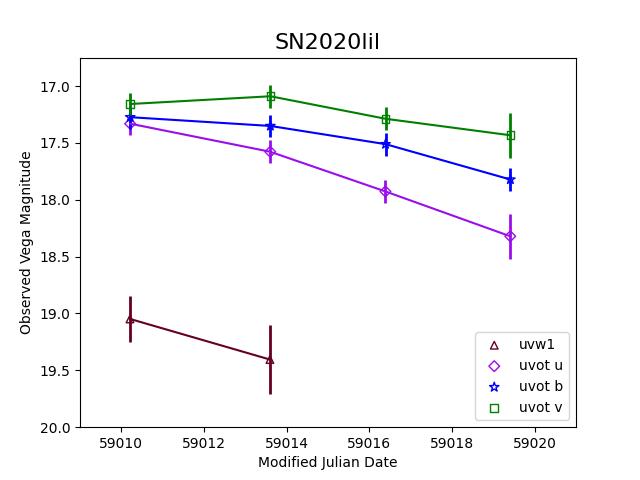 SN2020lil
17.0
17.5
18.0
18.5
19.0
19.5
20.0
Observed Vega Magnitude
59010 59012 59014 59016 59018 59020
Modified Julian Date
uvw1
uvot u
uvot b
uvot v